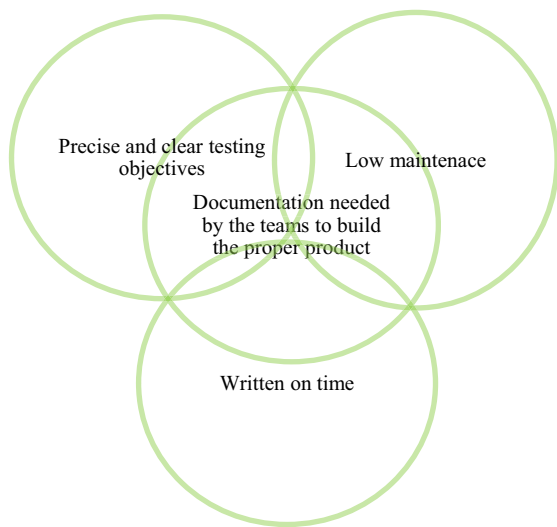 Precise and clear testing
objectives
Low maintenace
Documentation needed
by the teams to build
the proper product
Written on time